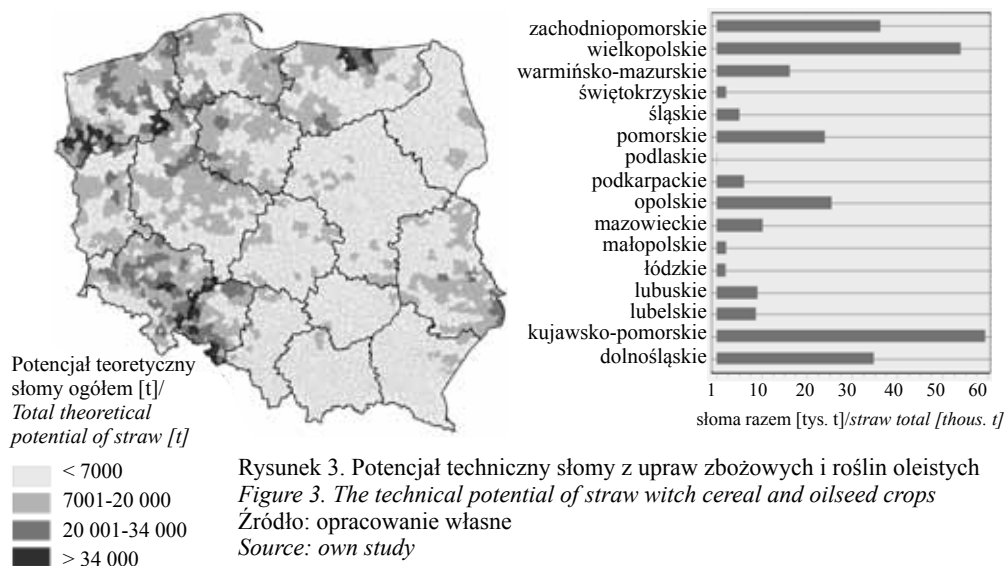 zachodniopomorskie
wielkopolskie
warmińsko-mazurskie
świętokrzyskie
śląskie
pomorskie
podlaskie
podkarpackie
opolskie
mazowieckie
małopolskie
łódzkie
lubuskie
lubelskie
kujawsko-pomorskie
dolnośląskie
1 10 20 30 40 50 60
słoma razem [tys. t]/straw total [thous. t]
Potencjał teoretyczny
słomy ogółem [t]/
Total theoretical
potential of straw [t]
< 7000
7001-20 000
20 001-34 000
> 34 000
Rysunek 3. Potencjał techniczny słomy z upraw zbożowych i roślin oleistych
Figure 3. The technical potential of straw witch cereal and oilseed crops
Źródło: opracowanie własne
Source: own study